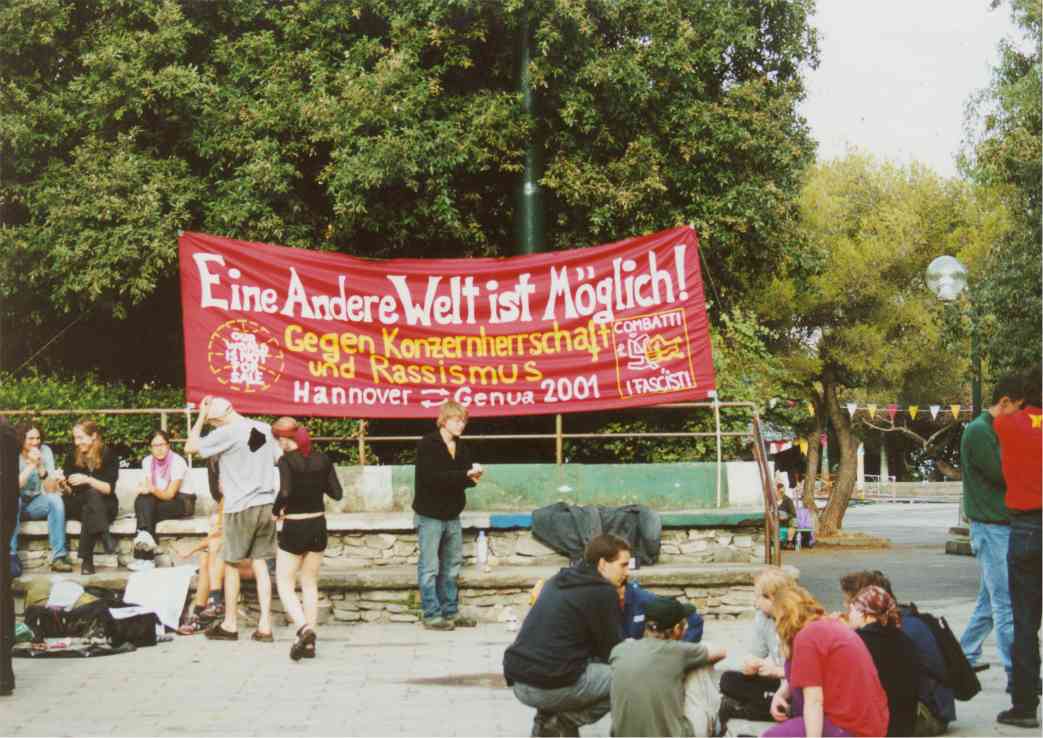 Eine Andere Welt ist Möglich!
Gegen Konzernherrschaft
und Rassismus
Hannover ⇄ Genua 2001
OUR
WORLD
IS NOT
FOR
SALE
COMBATTI
I FASCISTI